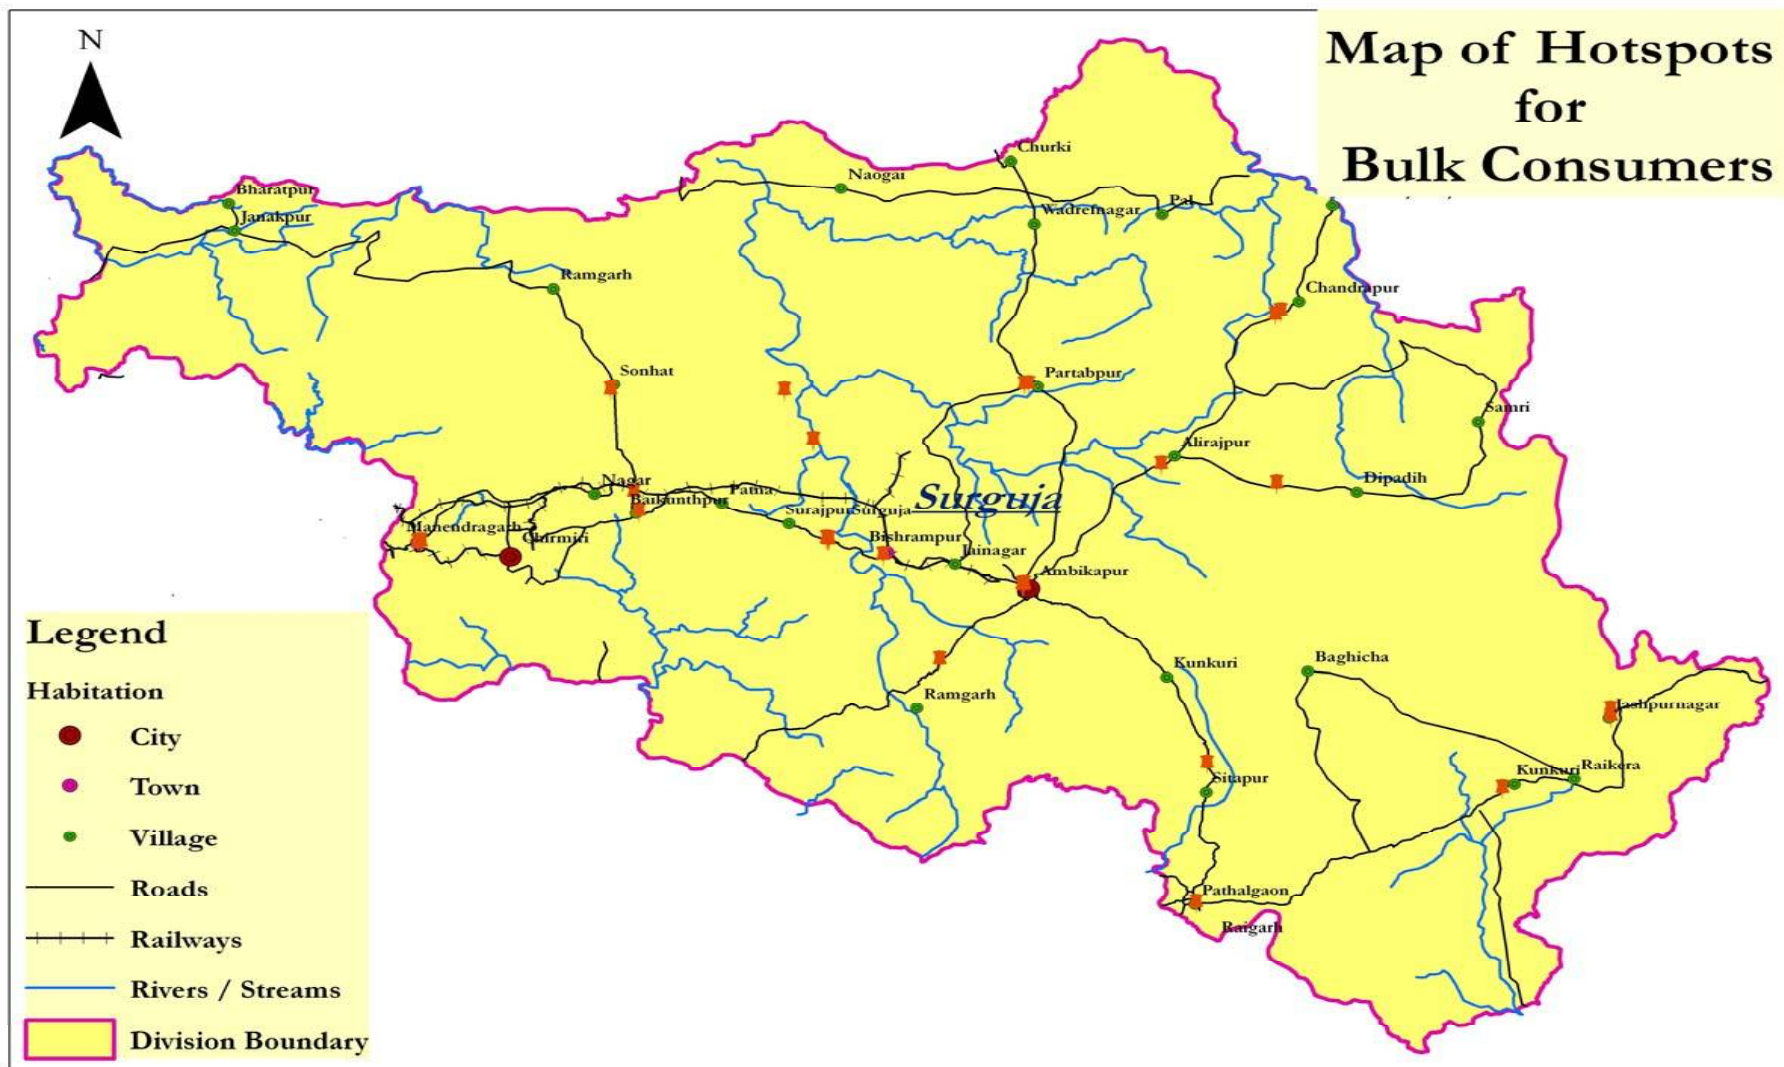 N
Map of Hotspots
for
Bulk Consumers
Churki
Naogai
Bharatpur
Janakpur
Wadrefnagar
Pal
Ramgarh
Chandrapur
Sonhat
Partabpur
Samri
Alirajpur
Dipadih
Nagar
Patna
Baikunthpur
Surguja
Surajpur
Surguja
Manendragarh
Chirmiri
Bishrampur
Jainagar
Ambikapur
Kunkuri
Baghicha
Ramgarh
Jashpurnagar
Sitapur
Kunkuri
Raikera
Pathalgaon
Raigarh
Legend
Habitation
City
Town
Village
Roads
Railways
Rivers / Streams
Division Boundary